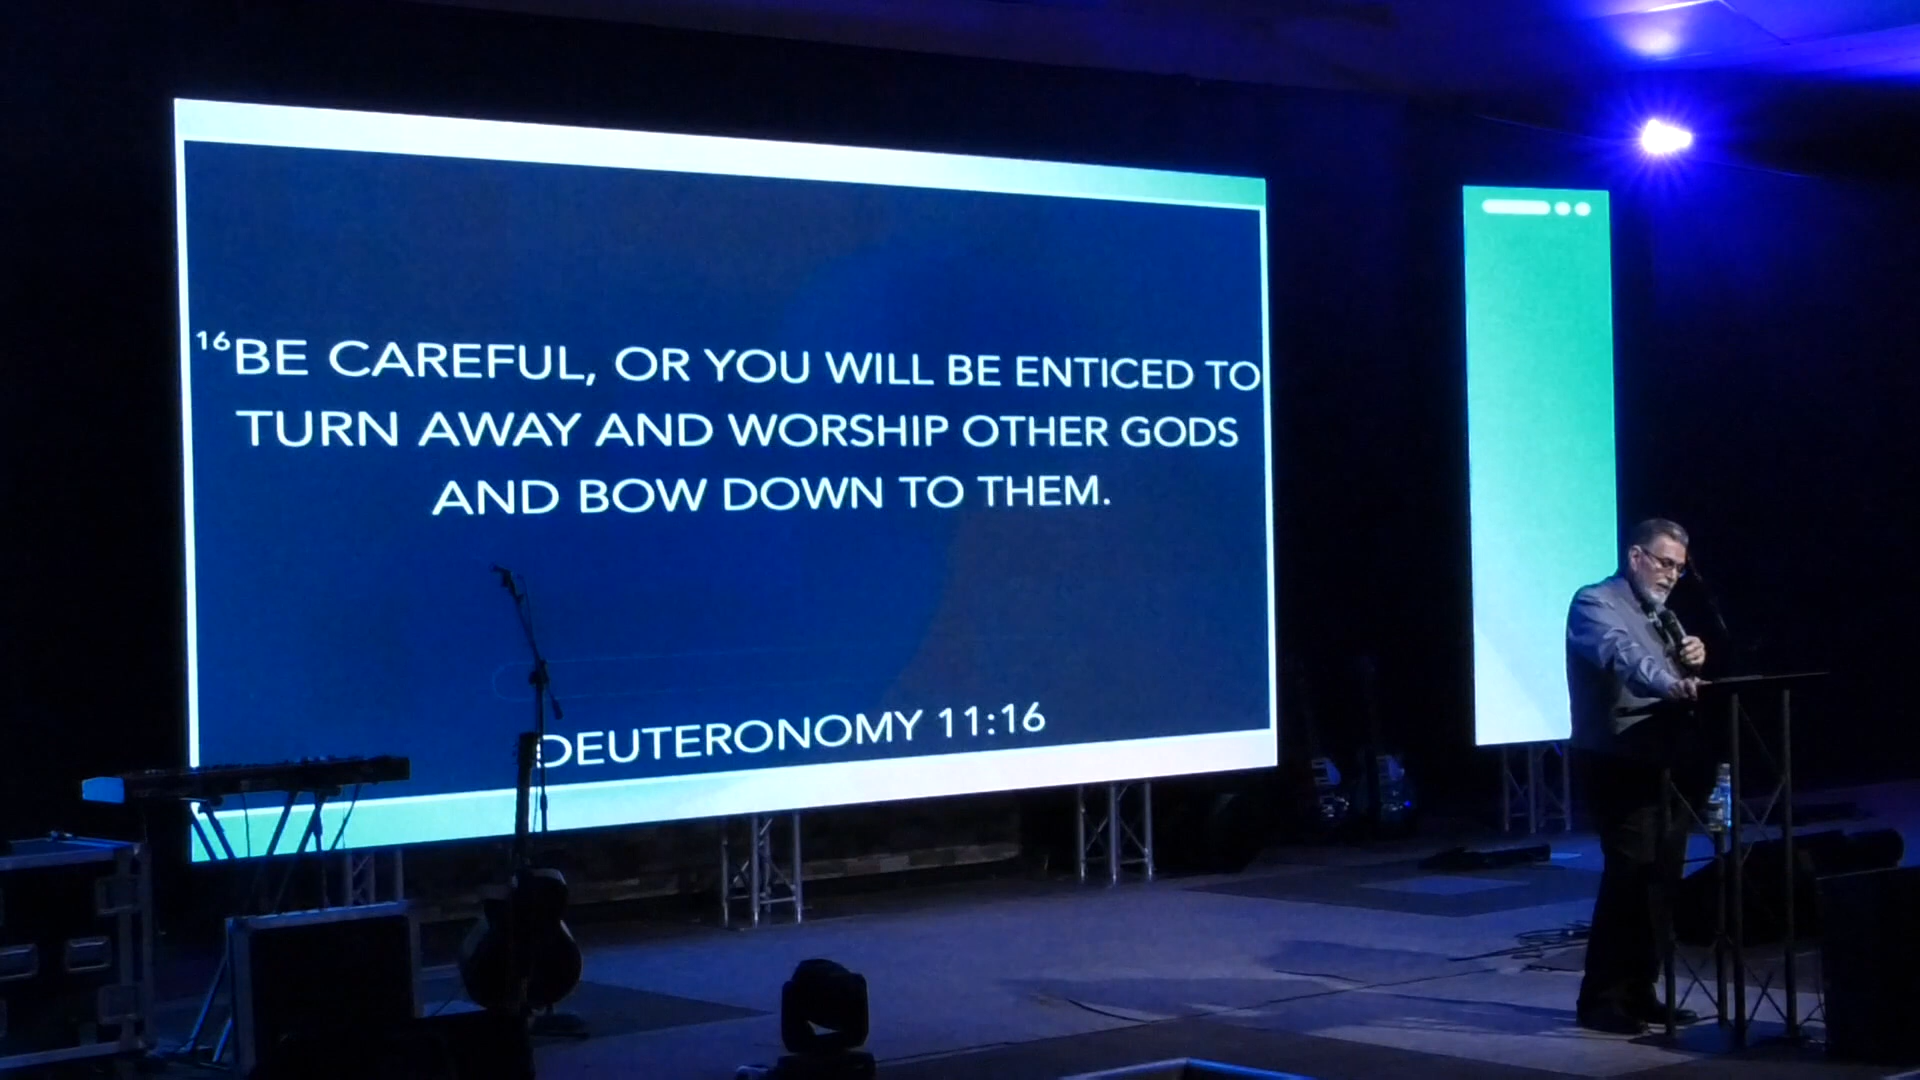 ¹⁶BE CAREFUL, OR YOU WILL BE ENTICED TO
TURN AWAY AND WORSHIP OTHER GODS
AND BOW DOWN TO THEM.
DEUTERONOMY 11:16